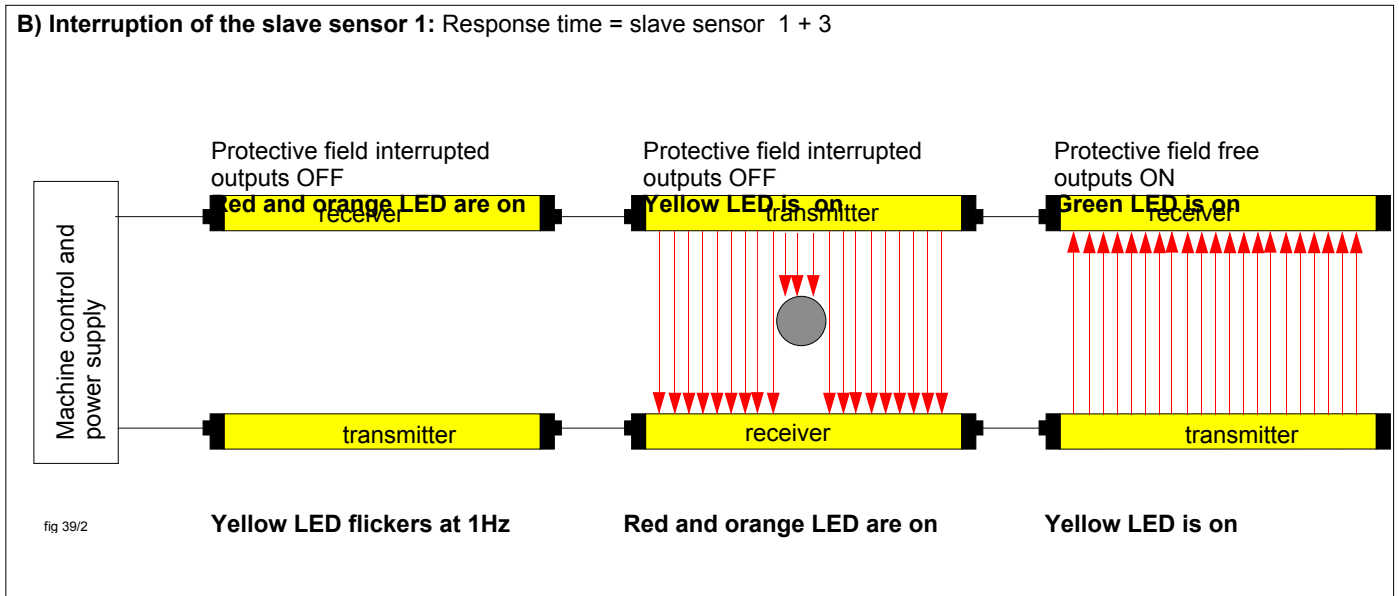 B) Interruption of the slave sensor 1: Response time = slave sensor 1 + 3
Protective field interrupted
outputs OFF
Red and orange LED are on
receiver
Protective field interrupted
outputs OFF
Yellow LED is on
transmitter
Protective field free
outputs ON
Green LED is on
receiver
Machine control and
power supply
transmitter
receiver
transmitter
fig 39/2
Yellow LED flickers at 1Hz
Red and orange LED are on
Yellow LED is on